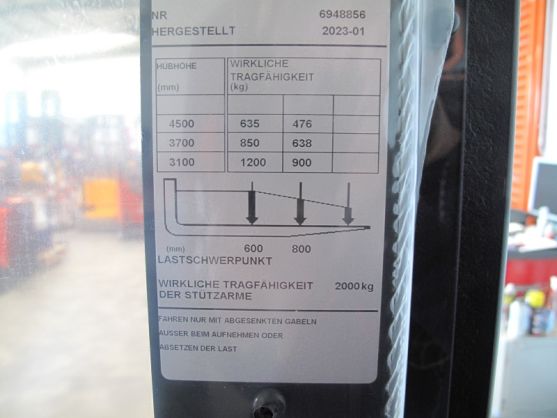 NR 6948856
HERGESTELLT 2023-01
HUBHÖHE
(mm)
WIRKLICHE
TRAGFÄHIGKEIT
(kg)
4500 635 476
3700 850 638
3100 1200 900
(mm) 600 800
LASTSCHWERPUNKT
WIRKLICHE TRAGFÄHIGKEIT 2000 kg
DER STÜTZARME
FAHREN NUR MIT ABGESENKTEN GABELN
AUSSER BEIM AUFNEHMEN ODER
ABSETZEN DER LAST